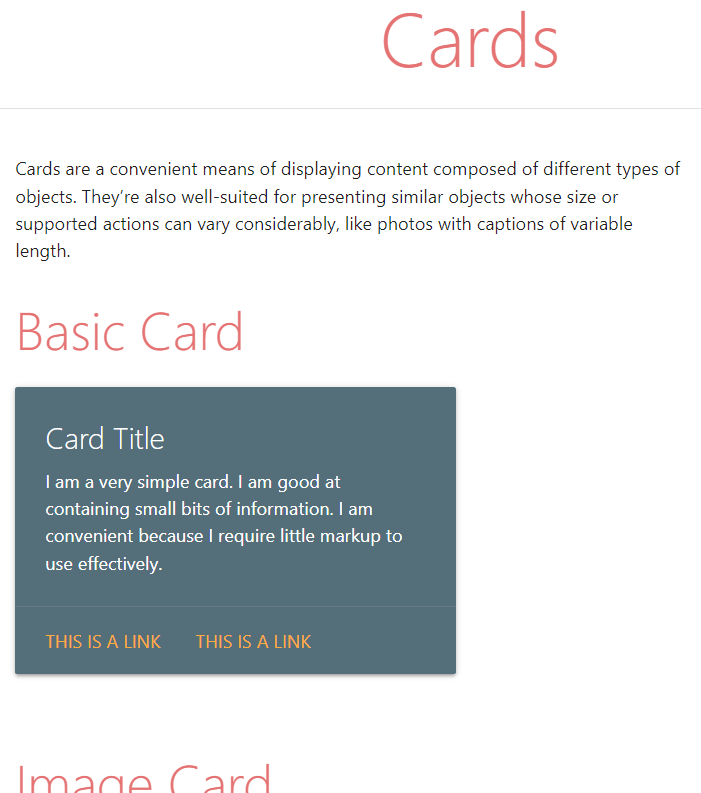 Cards
Cards are a convenient means of displaying content composed of different types of
objects. They’re also well-suited for presenting similar objects whose size or
supported actions can vary considerably, like photos with captions of variable
length.
Basic Card
Card Title
I am a very simple card. I am good at
containing small bits of information. I am
convenient because I require little markup to
use effectively.
THIS IS A LINK THIS IS A LINK
Image Card